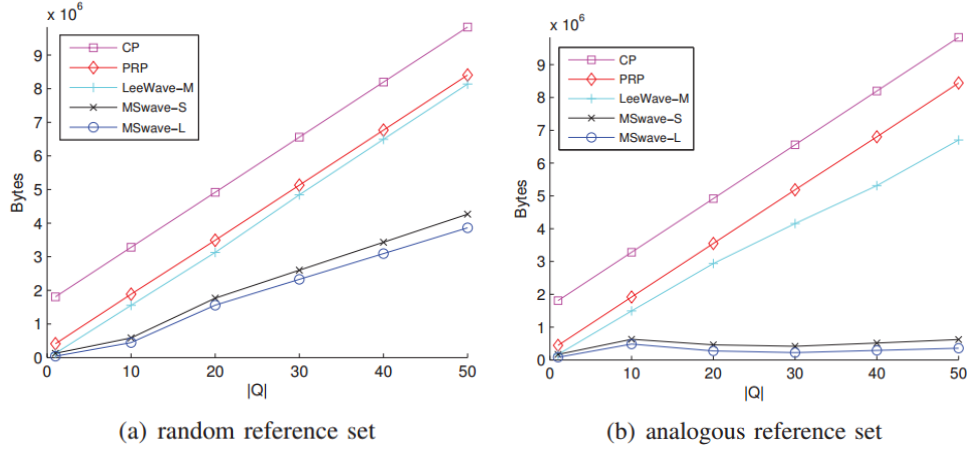 x 10^6
CP
PRP
LeeWave-M
MSwave-S
MSwave-L
9
8
7
6
5
4
3
2
1
0
Bytes
0 10 20 30 40 50
|Q|
(a) random reference set
x 10^6
CP
PRP
LeeWave-M
MSwave-S
MSwave-L
9
8
7
6
5
4
3
2
1
0
Bytes
0 10 20 30 40 50
|Q|
(b) analogous reference set